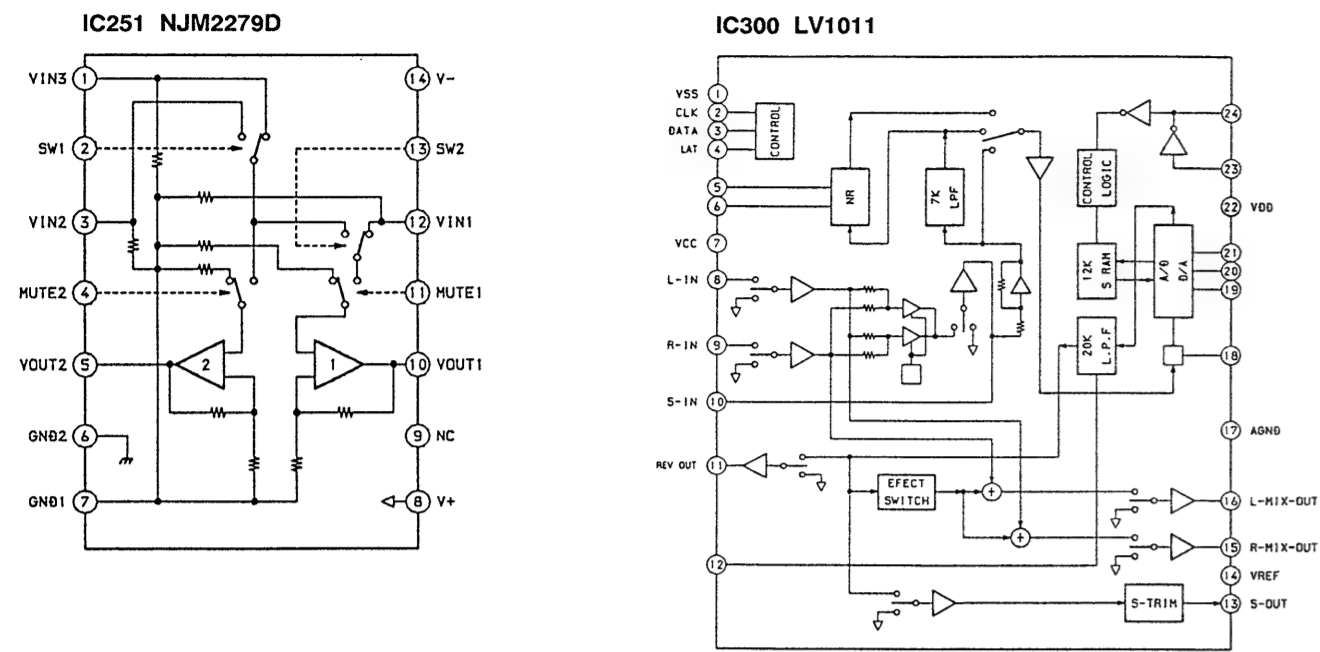 IC251 NJM2279D
VIN3 1
14 V-
SW1 2
13 SW2
VIN2 3
12 VIN1
MUTE2 4
11 MUTE1
VOUT2 5
2
1
10 VOUT1
GND2 6
9 NC
GND1 7
8 V+
IC300 LV1011
VSS 1
CLK 2
DATA 3
LAT 4
CONTROL
5
6
VCC 7
L-IN 8
R-IN 9
S-IN 10
REV OUT 11
12
NR
7K
LPF
CONTROL
LOGIC
12K
S RAM
A/D
D/A
20K
L.P.F
EFECT
SWITCH
+
+
S-TRIM
24
23
22 VDD
21
20
19
18
17 AGND
16 L-MIX-OUT
15 R-MIX-OUT
14 VREF
13 S-OUT